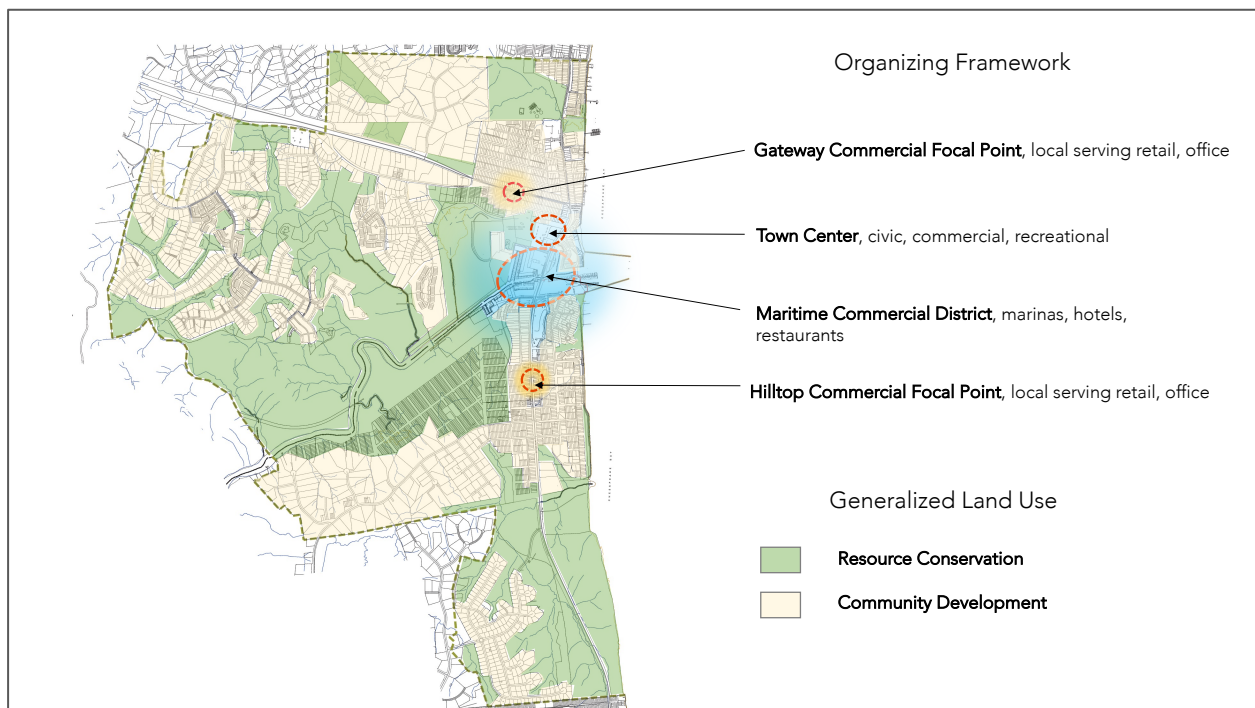 Organizing Framework
Gateway Commercial Focal Point, local serving retail, office
Town Center, civic, commercial, recreational
Maritime Commercial District, marinas, hotels,
restaurants
Hilltop Commercial Focal Point, local serving retail, office
Generalized Land Use
Resource Conservation
Community Development